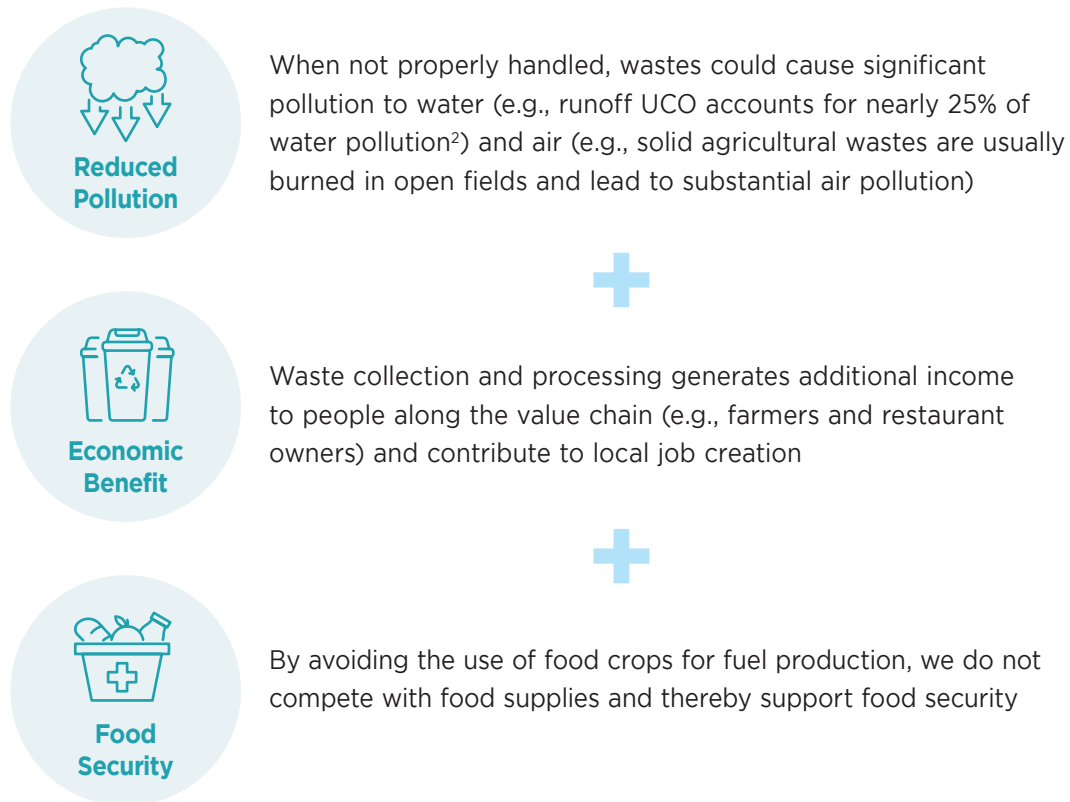 Reduced
Pollution
When not properly handled, wastes could cause significant
pollution to water (e.g., runoff UCO accounts for nearly 25% of
water pollution²) and air (e.g., solid agricultural wastes are usually
burned in open fields and lead to substantial air pollution)
Economic
Benefit
Waste collection and processing generates additional income
to people along the value chain (e.g., farmers and restaurant
owners) and contribute to local job creation
Food
Security
By avoiding the use of food crops for fuel production, we do not
compete with food supplies and thereby support food security